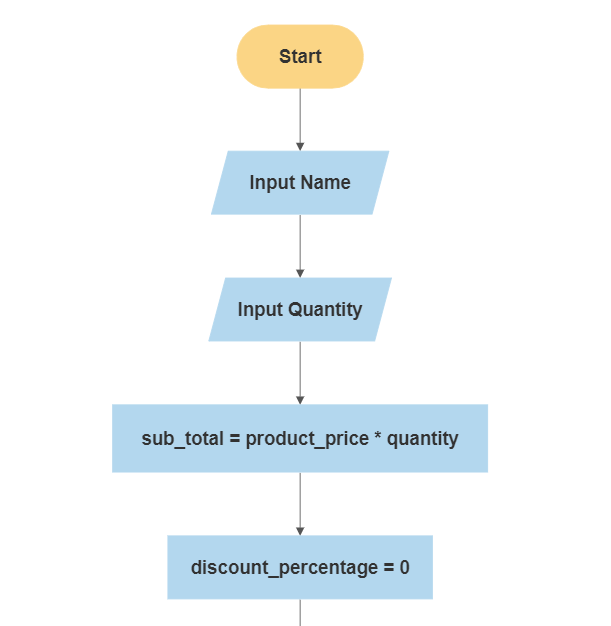 Start
Input Name
Input Quantity
sub_total = product_price * quantity
discount_percentage = 0